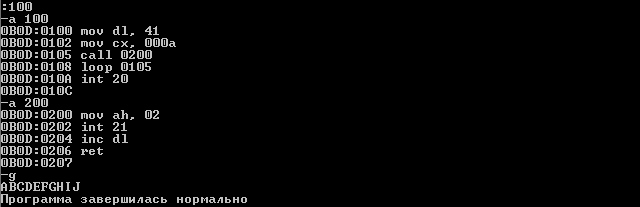 :100
-a 100
0B0D:0100 mov dl, 41
0B0D:0102 mov cx, 000a
0B0D:0105 call 0200
0B0D:0108 loop 0105
0B0D:010A int 20
0B0D:010C
-a 200
0B0D:0200 mov ah, 02
0B0D:0202 int 21
0B0D:0204 inc dl
0B0D:0206 ret
0B0D:0207
-g
ABCDEFGHIJ
Программа завершилась нормально